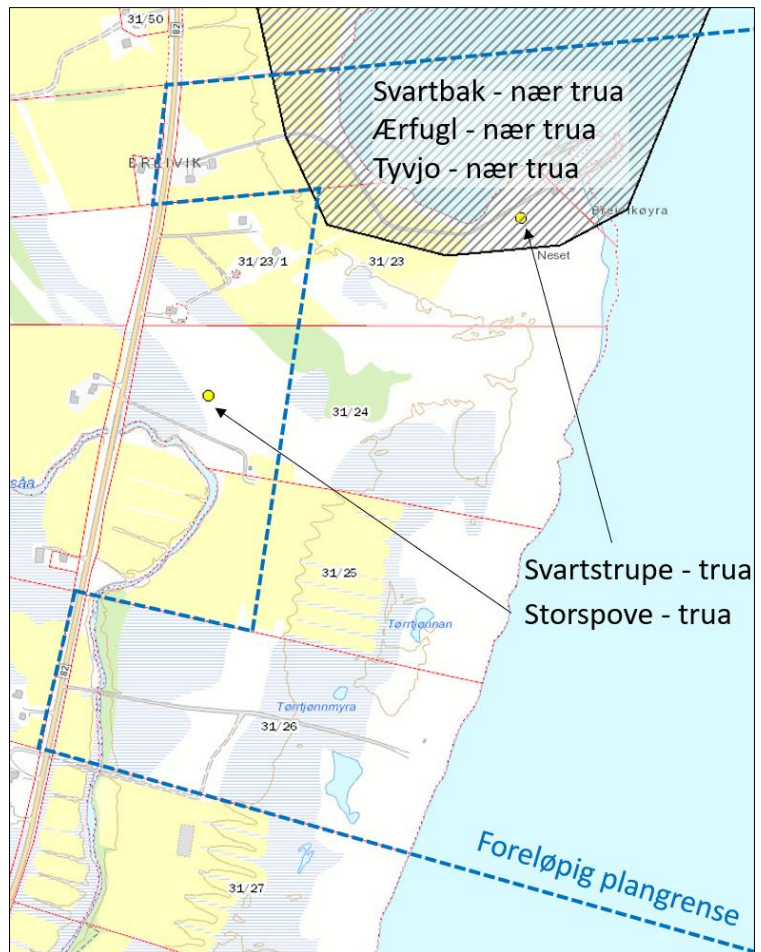 31/50
82
Svartbak - nær trua
Ærfugl - nær trua
Tyvjo - nær trua
BREIVIK
Breivikøyra
Neset
31/23/1
31/23
31/24
såa
31/25
Svartstrupe - trua
Storspove - trua
Tørrtjønnan
82
Tørrtjønnmyra
31/26
Foreløpig plangrense
31/27